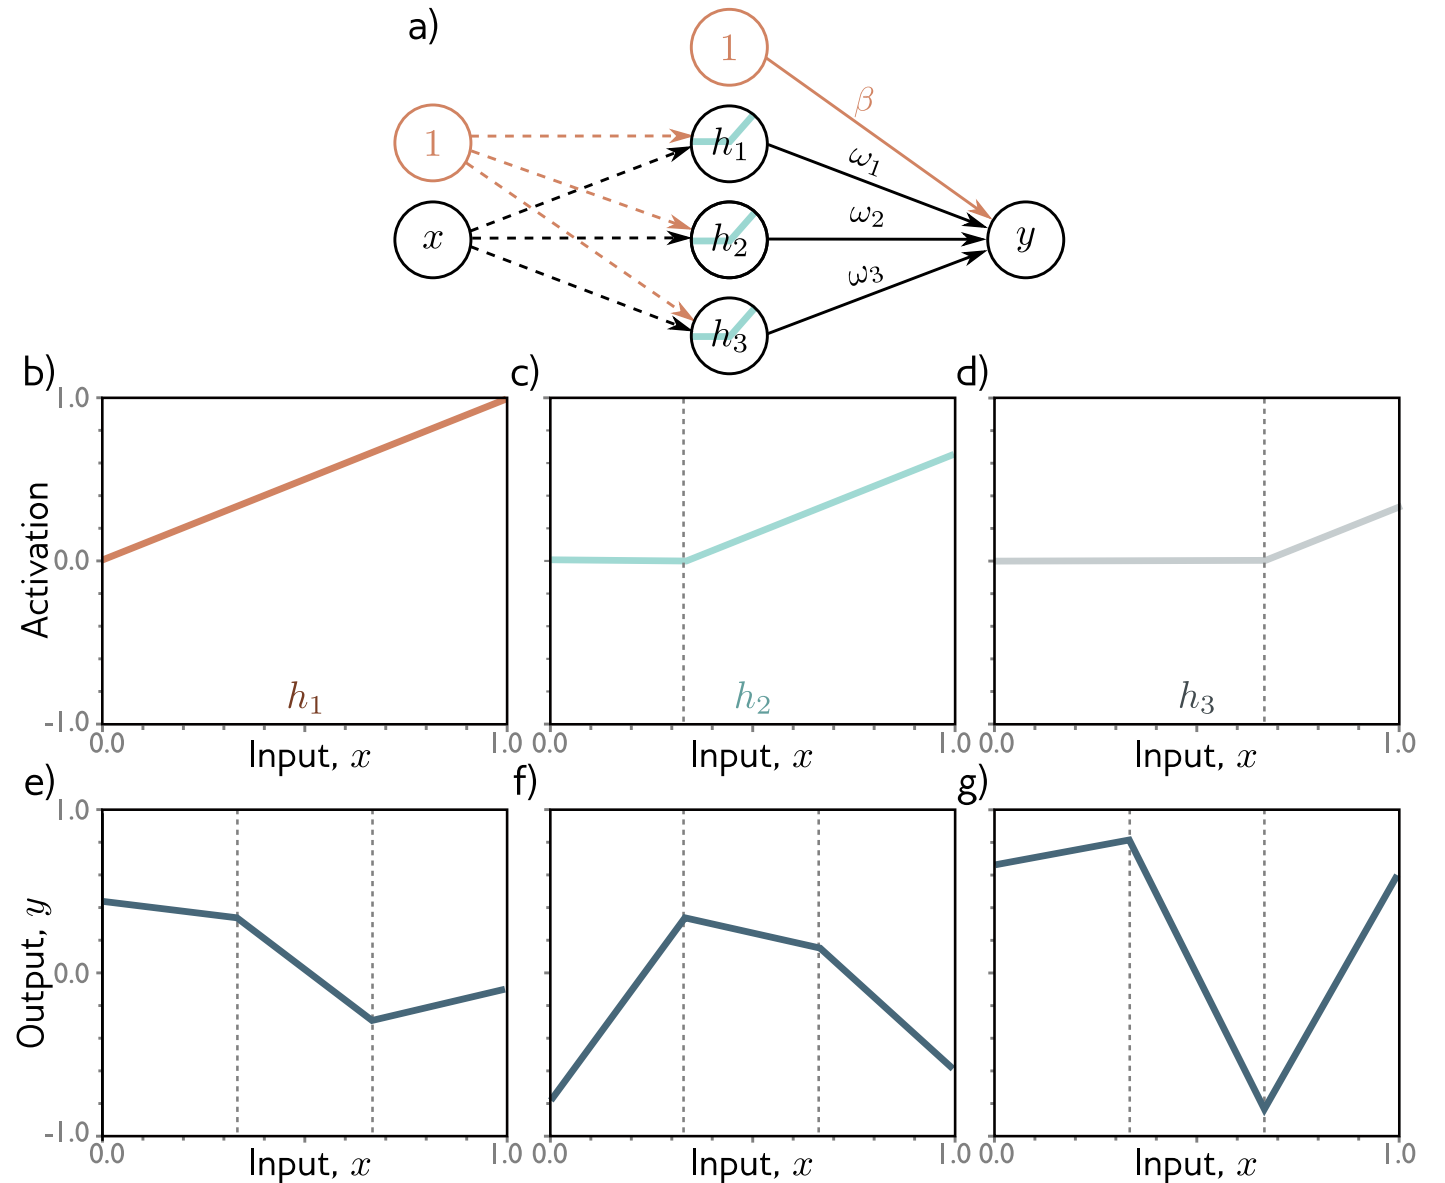 a)
1
β
1
h₁
ω₁
x
h₂
ω₂
y
h₃
ω₃
b)
c)
d)
1.0
0.0
-1.0
Activation
h₁
h₂
h₃
0.0
1.0
0.0
1.0
0.0
1.0
Input, x
Input, x
Input, x
e)
f)
g)
1.0
0.0
-1.0
Output, y
0.0
1.0
0.0
1.0
0.0
1.0
Input, x
Input, x
Input, x